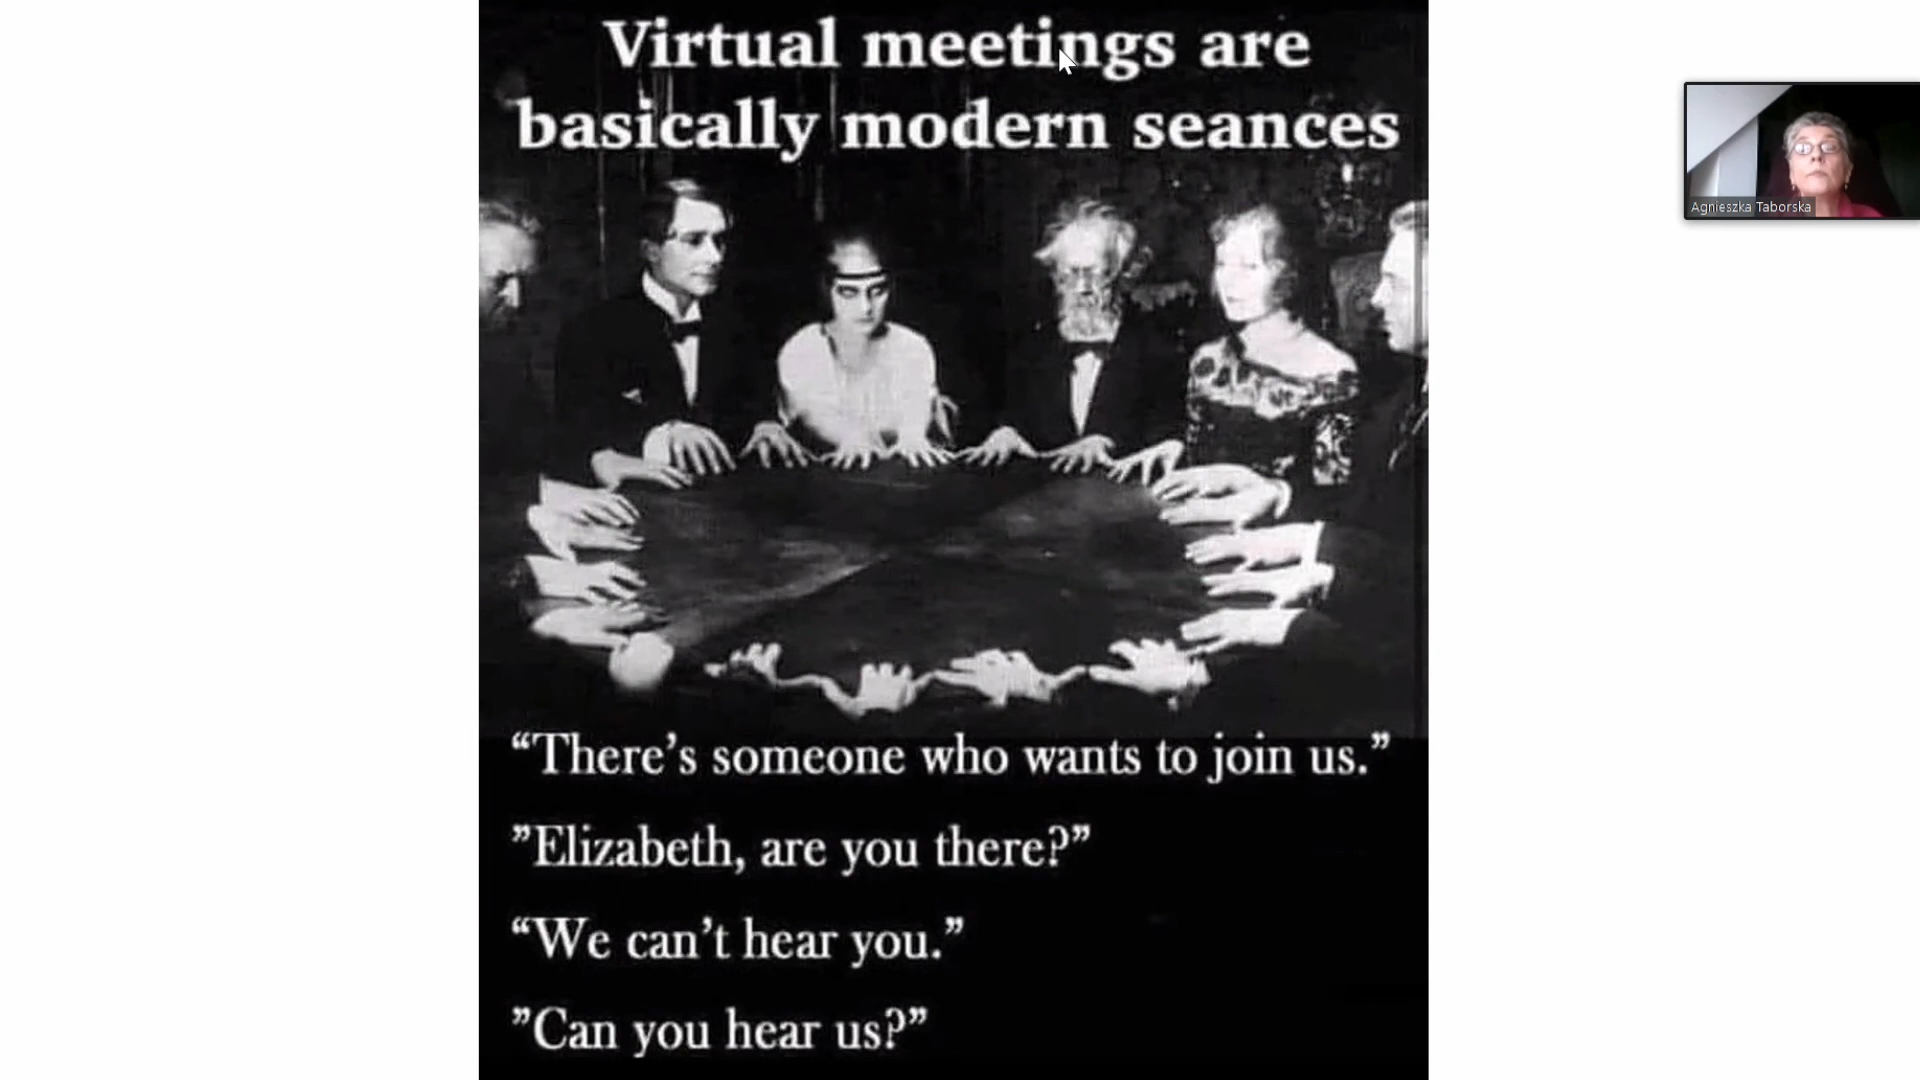 Virtual meetings are
basically modern seances
Agnieszka Taborska
“There’s someone who wants to join us.”
”Elizabeth, are you there?”
“We can’t hear you.”
”Can you hear us?”